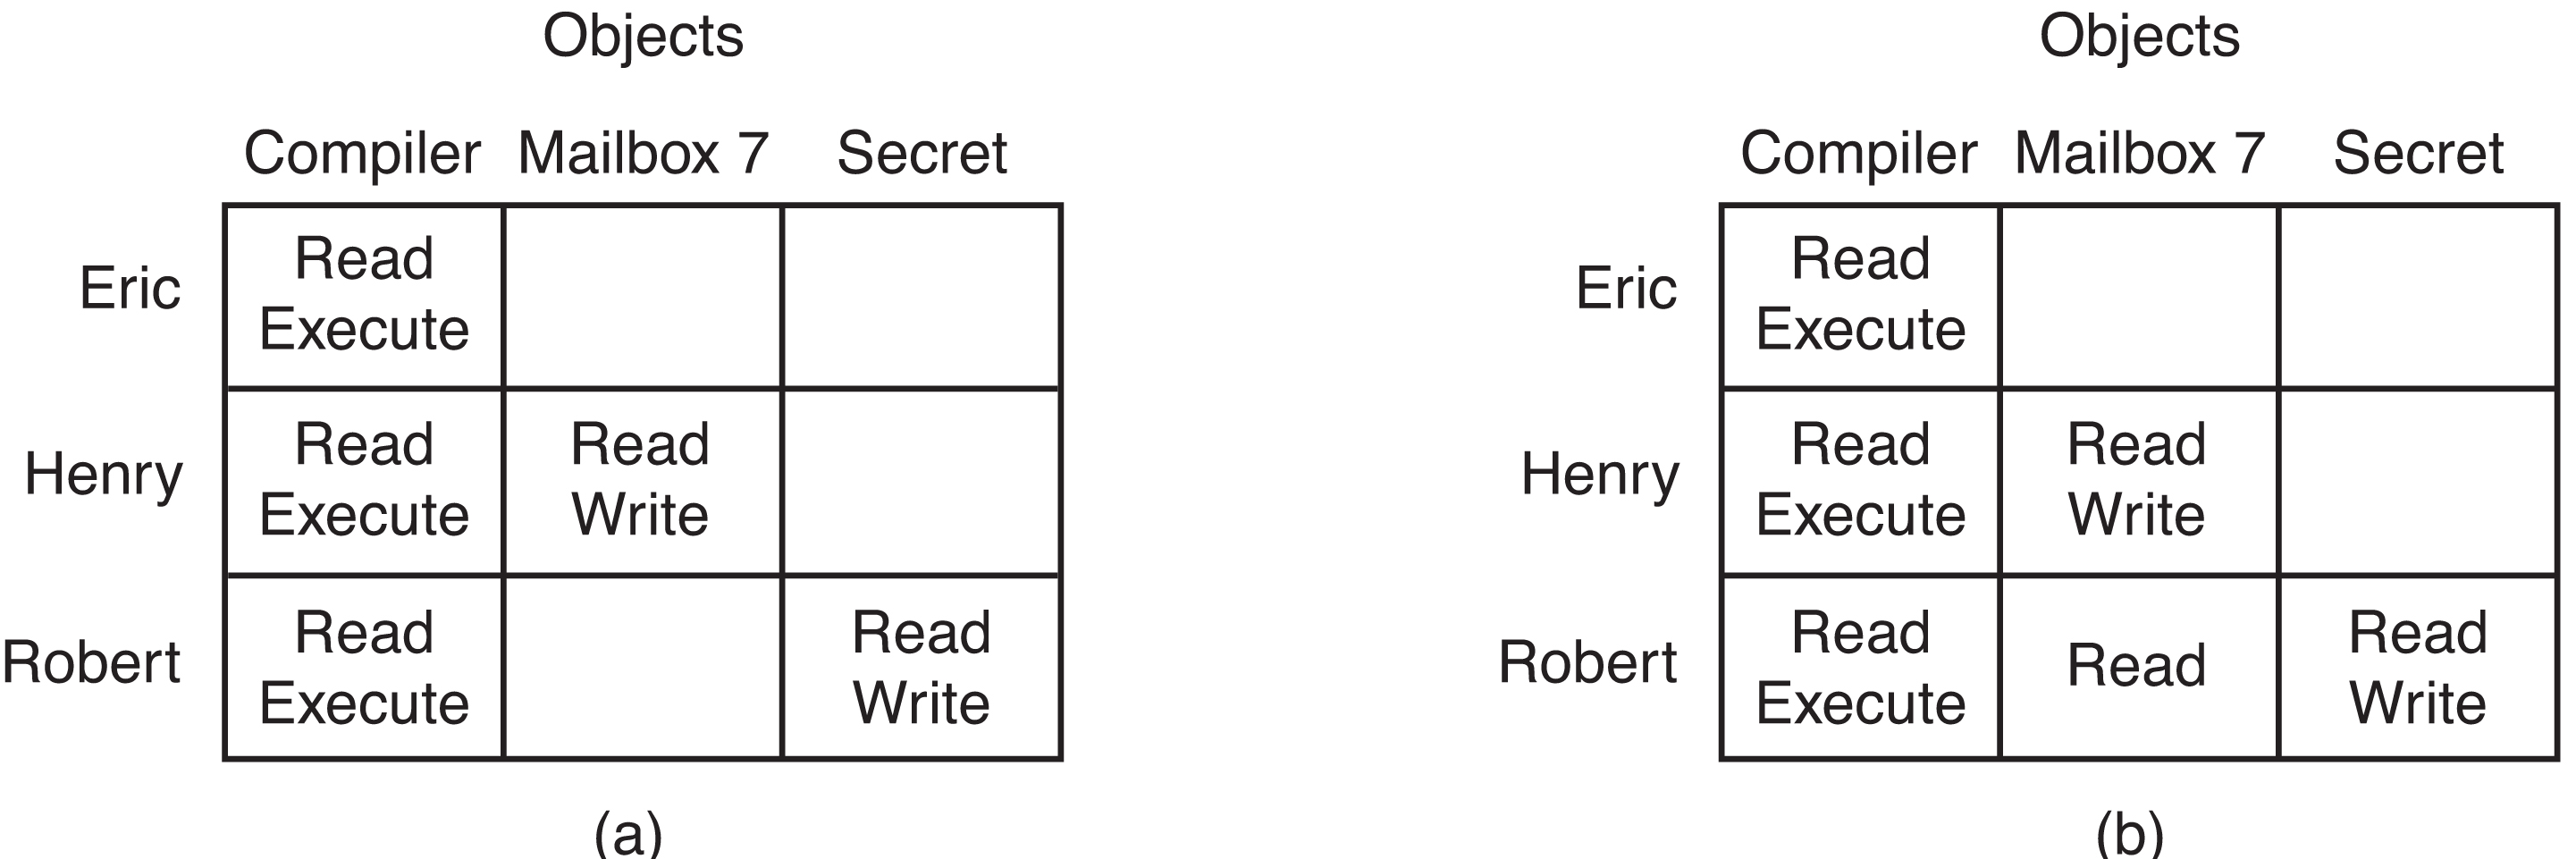 Objects
Compiler Mailbox 7 Secret
Eric
Read
Execute
Henry
Read
Execute
Read
Write
Robert
Read
Execute
Read
Write
(a)
Objects
Compiler Mailbox 7 Secret
Eric
Read
Execute
Henry
Read
Execute
Read
Write
Robert
Read
Execute
Read
Read
Write
(b)